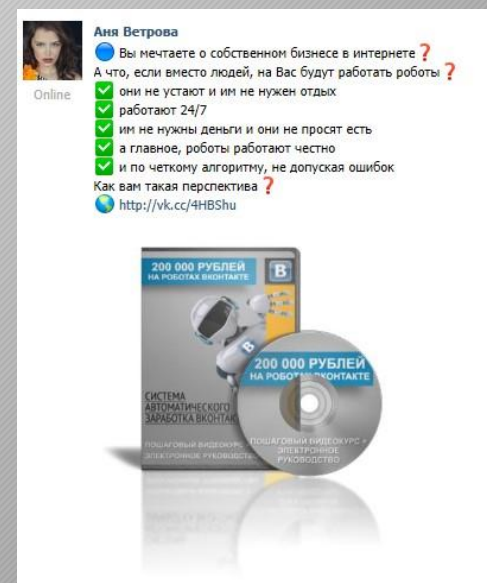 Аня Ветрова
🔵 Вы мечтаете о собственном бизнесе в интернете ❓
А что, если вместо людей, на Вас будут работать роботы ❓
Online
✅ они не устают и им не нужен отдых
✅ работают 24/7
✅ им не нужны деньги и они не просят есть
✅ а главное, роботы работают честно
✅ и по четкому алгоритму, не допуская ошибок
Как вам такая перспектива ❓
🌎 http://vk.cc/4HBShu
200 000 РУБЛЕЙ
НА РОБОТАХ ВКОНТАКТЕ
В
В
СИСТЕМА
АВТОМАТИЧЕСКОГО
ЗАРАБОТКА ВКОНТАК
ПОШАГОВЫЙ ВИДЕОКУРС
ЭЛЕКТРОННОЕ РУКОВОДСТВО
200 000 РУБЛЕЙ
НА РОБОТАХ ВКОНТАКТЕ
ПОШАГОВЫЙ ВИДЕОКУРС +
ЭЛЕКТРОННОЕ
РУКОВОДСТВО